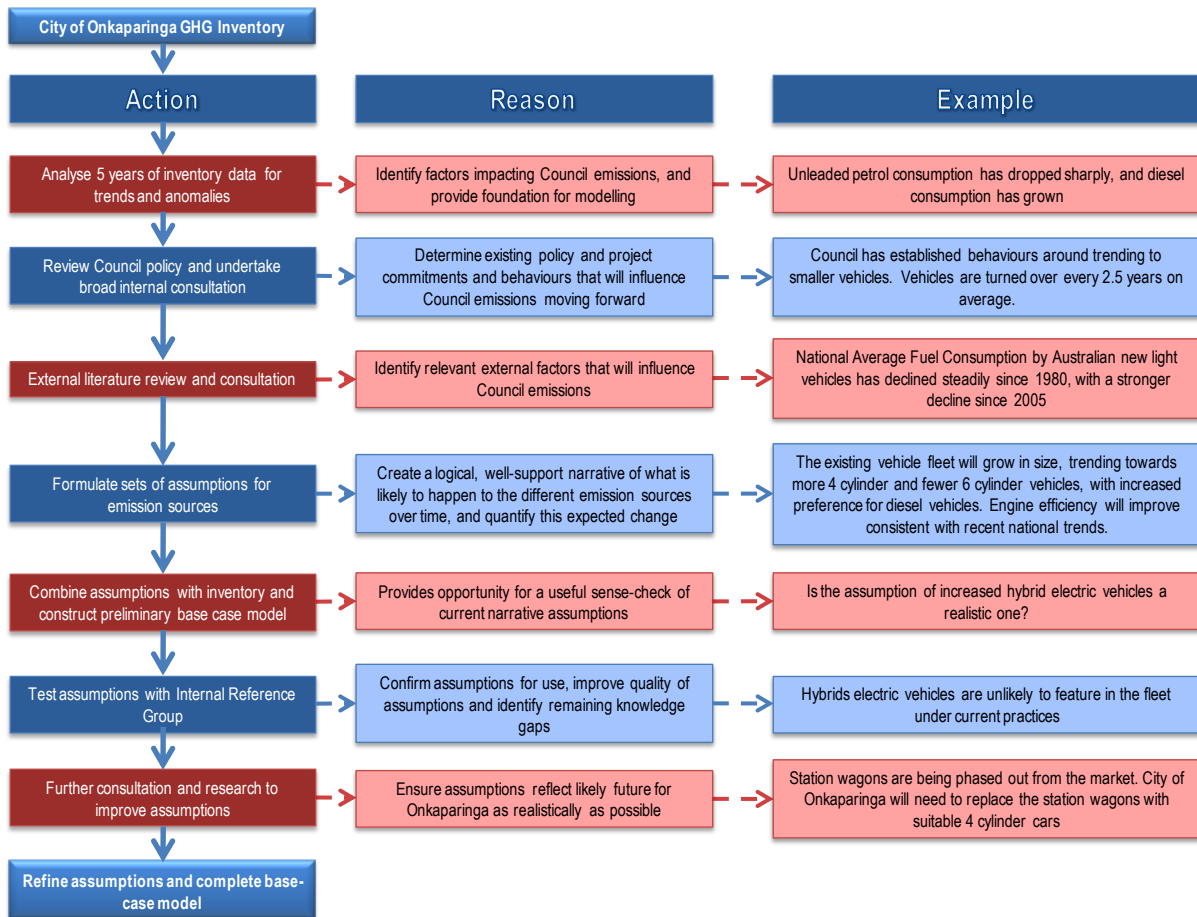 City of Onkaparinga GHG Inventory
Action
Reason
Example
Analyse 5 years of inventory data for
trends and anomalies
Identify factors impacting Council emissions, and
provide foundation for modelling
Unleaded petrol consumption has dropped sharply, and diesel
consumption has grown
Review Council policy and undertake
broad internal consultation
Determine existing policy and project
commitments and behaviours that will influence
Council emissions moving forward
Council has established behaviours around trending to
smaller vehicles. Vehicles are turned over every 2.5 years on
average.
External literature review and consultation
Identify relevant external factors that will influence
Council emissions
National Average Fuel Consumption by Australian new light
vehicles has declined steadily since 1980, with a stronger
decline since 2005
Formulate sets of assumptions for
emission sources
Create a logical, well-support narrative of what is
likely to happen to the different emission sources
over time, and quantify this expected change
The existing vehicle fleet will grow in size, trending towards
more 4 cylinder and fewer 6 cylinder vehicles, with increased
preference for diesel vehicles. Engine efficiency will improve
consistent with recent national trends.
Combine assumptions with inventory and
construct preliminary base case model
Provides opportunity for a useful sense-check of
current narrative assumptions
Is the assumption of increased hybrid electric vehicles a
realistic one?
Test assumptions with Internal Reference
Group
Confirm assumptions for use, improve quality of
assumptions and identify remaining knowledge
gaps
Hybrids electric vehicles are unlikely to feature in the fleet
under current practices
Further consultation and research to
improve assumptions
Ensure assumptions reflect likely future for
Onkaparinga as realistically as possible
Station wagons are being phased out from the market. City of
Onkaparinga will need to replace the station wagons with
suitable 4 cylinder cars
Refine assumptions and complete base-
case model